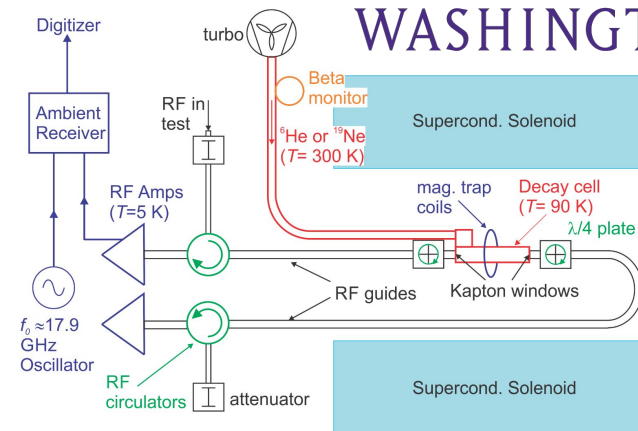 WASHINGT
Digitizer
turbo
Beta
monitor
Ambient
Receiver
RF in
test
⁶He or ¹⁹Ne
(T= 300 K)
Supercond. Solenoid
RF Amps
(T=5 K)
mag. trap
coils
Decay cell
(T= 90 K)
λ/4 plate
RF guides
Kapton windows
f₀ ≈17.9
GHz
Oscillator
RF
circulators
attenuator
Supercond. Solenoid